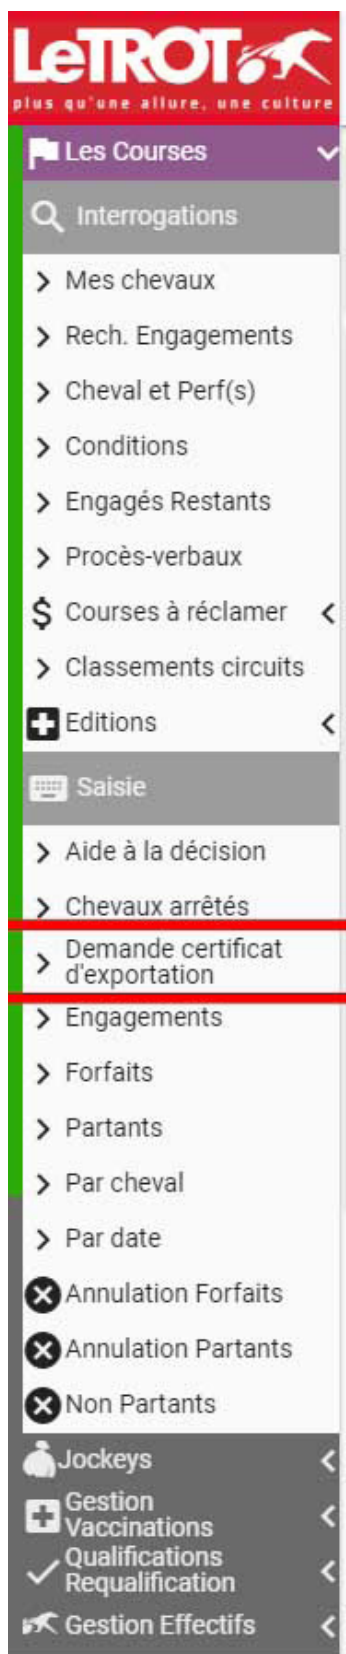 LeTROT
plus qu'une allure, une culture
Les Courses
Interrogations
Mes chevaux
Rech. Engagements
Cheval et Perf(s)
Conditions
Engagés Restants
Procès-verbaux
$ Courses à réclamer
Classements circuits
Editions
Saisie
Aide à la décision
Chevaux arrêtés
Demande certificat
d'exportation
Engagements
Forfaits
Partants
Par cheval
Par date
Annulation Forfaits
Annulation Partants
Non Partants
Jockeys
Gestion
Vaccinations
Qualifications
Requalification
Gestion Effectifs